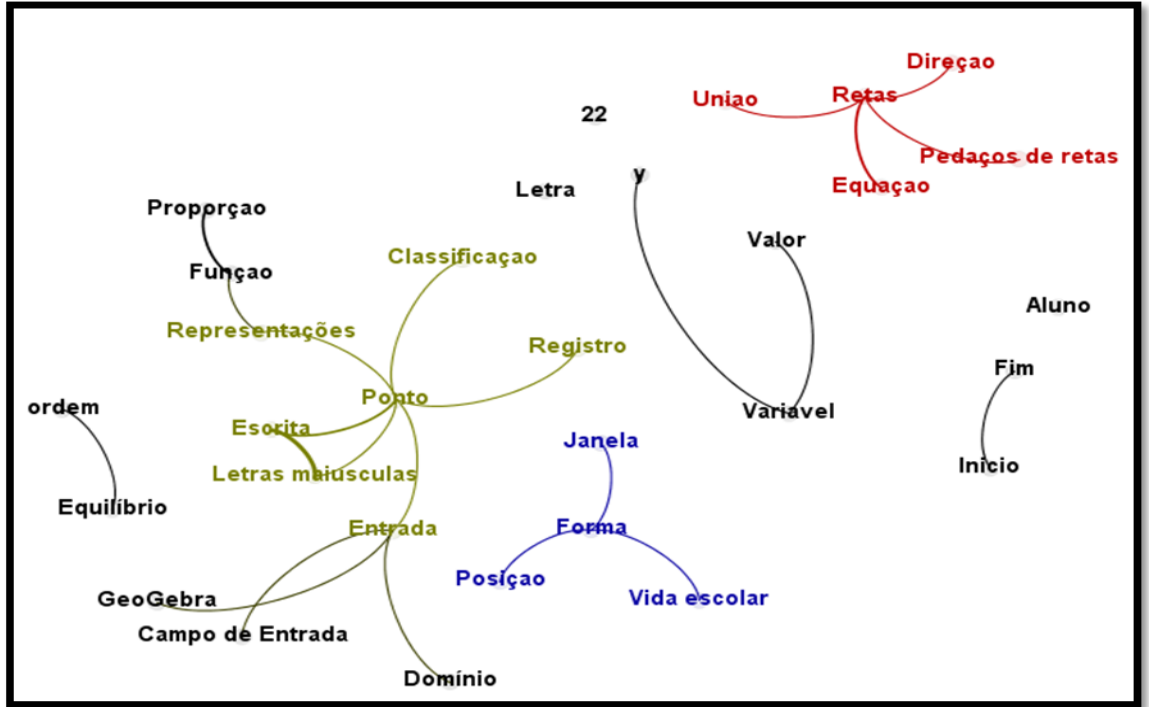 Direçao
Retas
Uniao
22
Pedaços de retas
y
Equaçao
Letra
Proporçao
Valor
Classificaçao
Funçao
Aluno
Representações
Registro
Fim
Ponto
ordem
Variavel
Escrita
Janela
Inicio
Letras maiusculas
Equilíbrio
Forma
Entrada
Posiçao
Vida escolar
GeoGebra
Campo de Entrada
Domínio